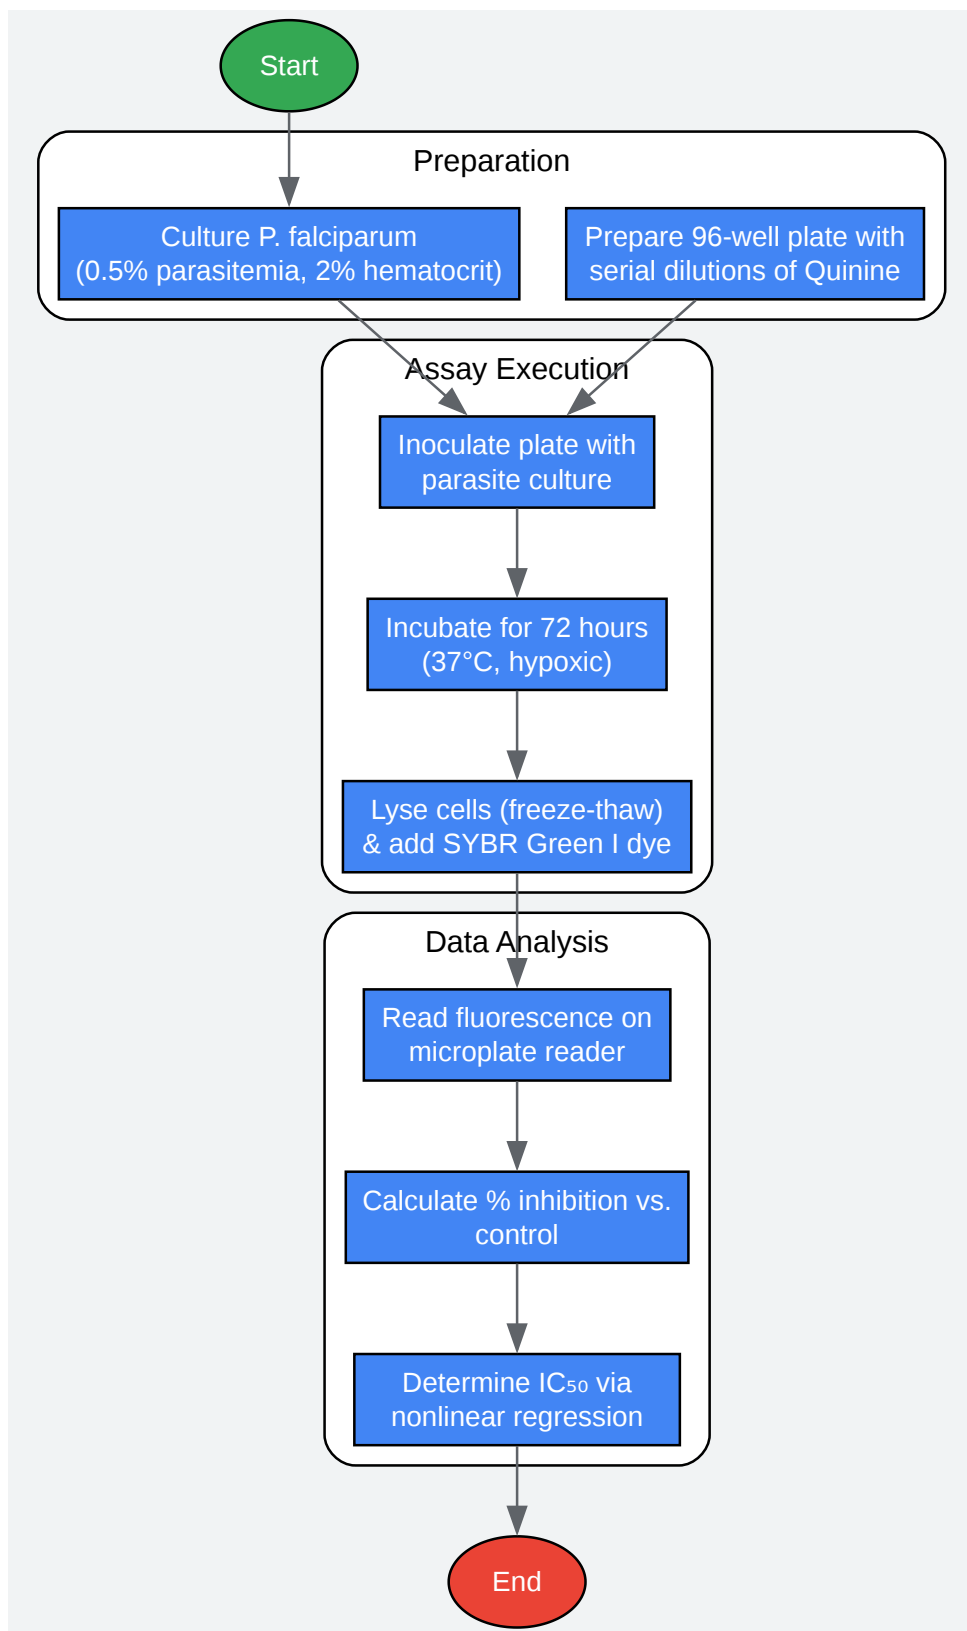 Start
Preparation
Culture P. falciparum
(0.5% parasitemia, 2% hematocrit)
Prepare 96-well plate with
serial dilutions of Quinine
Assay Execution
Inoculate plate with
parasite culture
Incubate for 72 hours
(37°C, hypoxic)
Lyse cells (freeze-thaw)
& add SYBR Green I dye
Data Analysis
Read fluorescence on
microplate reader
Calculate % inhibition vs.
control
Determine IC₅₀ via
nonlinear regression
End